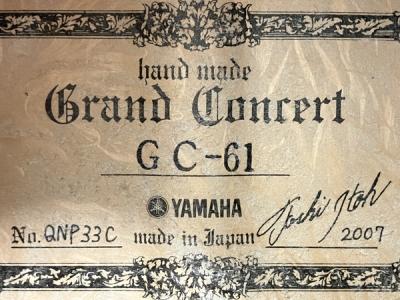 hand made
Grand Concert
GC-61
YAMAHA
No. QNP33C made in Japan Toshi Itoh 2007